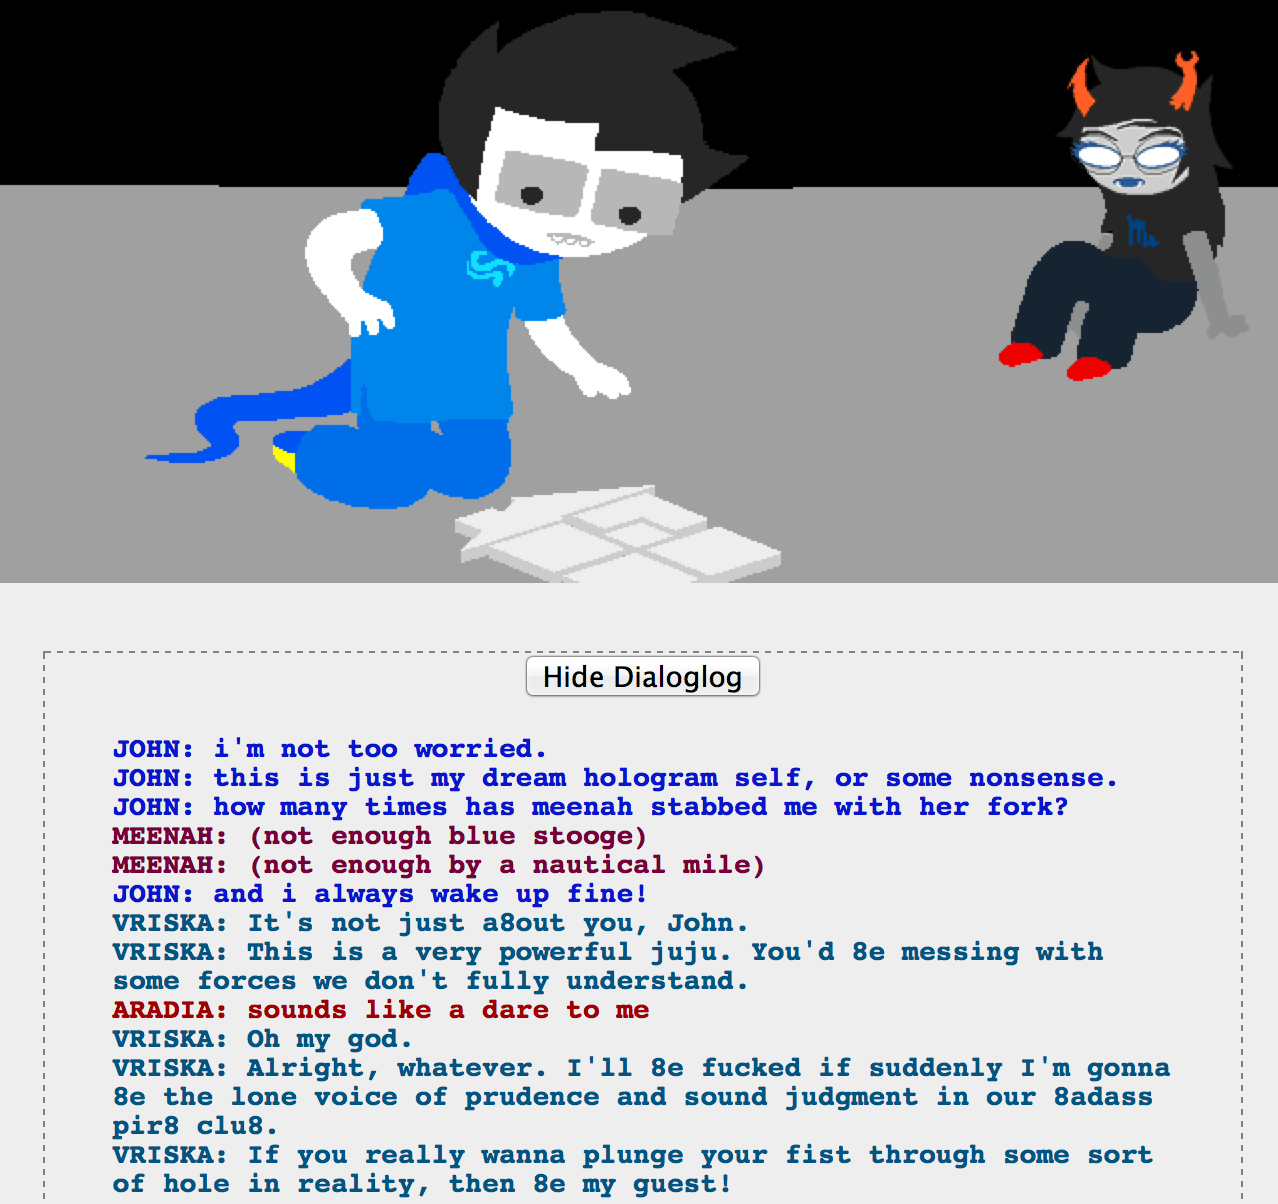 Hide Dialoglog
JOHN: i'm not too worried.
JOHN: this is just my dream hologram self, or some nonsense.
JOHN: how many times has meenah stabbed me with her fork?
MEENAH: (not enough blue stooge)
MEENAH: (not enough by a nautical mile)
JOHN: and i always wake up fine!
VRISKA: It's not just a8out you, John.
VRISKA: This is a very powerful juju. You'd 8e messing with
some forces we don't fully understand.
ARADIA: sounds like a dare to me
VRISKA: Oh my god.
VRISKA: Alright, whatever. I'll 8e fucked if suddenly I'm gonna
8e the lone voice of prudence and sound judgment in our 8adass
pir8 clu8.
VRISKA: If you really wanna plunge your fist through some sort
of hole in reality, then 8e my guest!